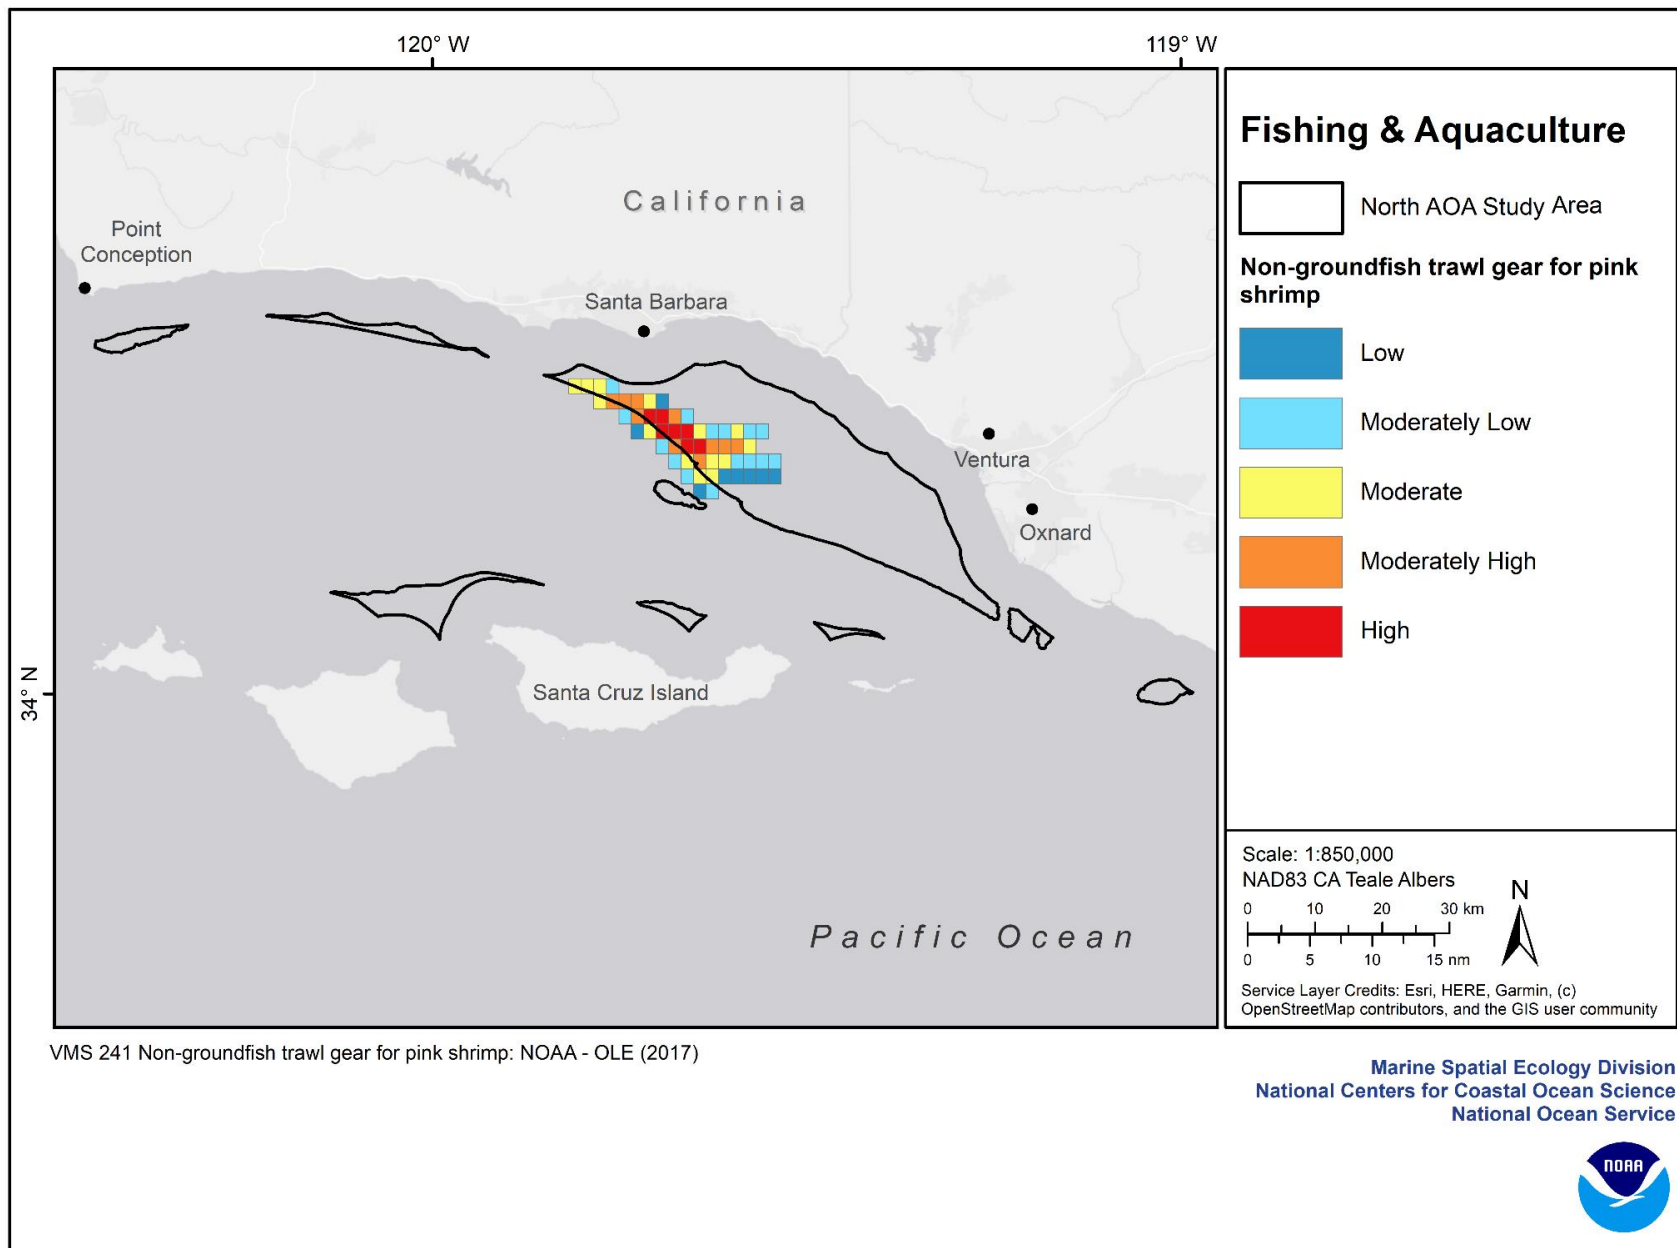 120° W
119° W
Point
Conception
California
Santa Barbara
Ventura
Oxnard
34° N
Santa Cruz Island
Pacific Ocean
Fishing & Aquaculture
North AOA Study Area
Non-groundfish trawl gear for pink
shrimp
Low
Moderately Low
Moderate
Moderately High
High
Scale: 1:850,000
NAD83 CA Teale Albers
0 10 20 30 km
0 5 10 15 nm
N
Service Layer Credits: Esri, HERE, Garmin, (c)
OpenStreetMap contributors, and the GIS user community
VMS 241 Non-groundfish trawl gear for pink shrimp: NOAA - OLE (2017)
Marine Spatial Ecology Division
National Centers for Coastal Ocean Science
National Ocean Service
NOAA